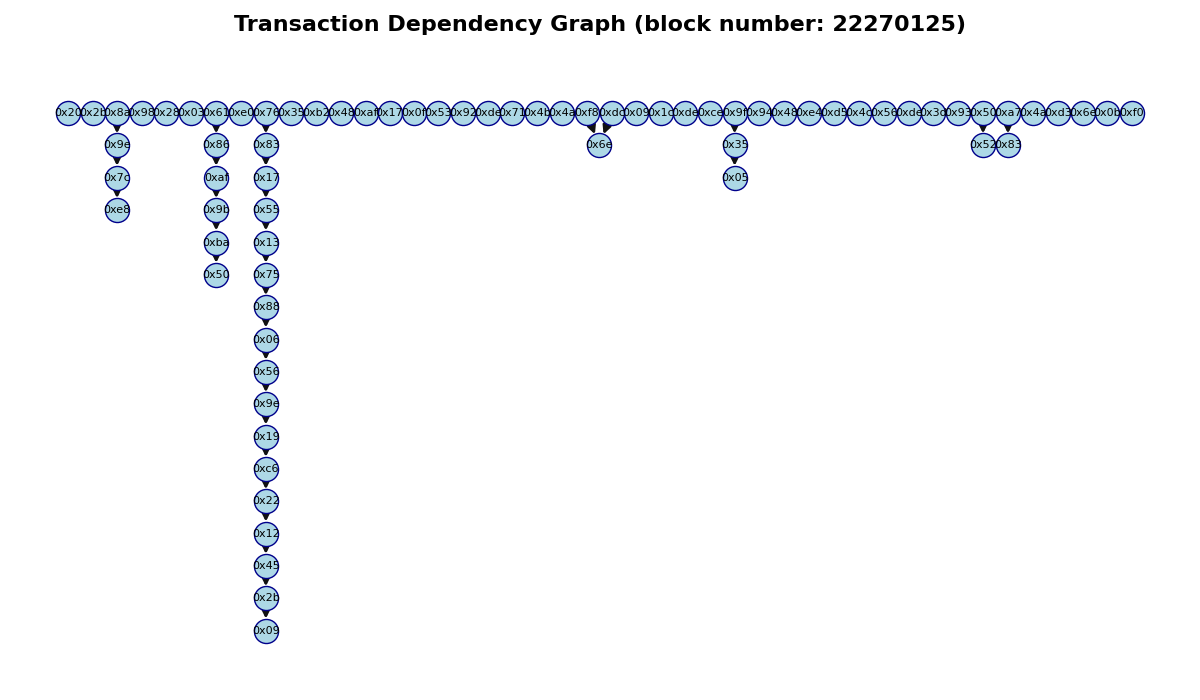 Transaction Dependency Graph (block number: 22270125)
0x20 0x2b 0x8a 0x98 0x28 0x03 0x61 0xe0 0x76 0x35 0xb2 0x48 0xaf 0x17 0x0f 0x53 0x92 0xde 0x71 0x4b 0x4a 0xf8 0xdc 0x09 0x1c 0xde 0xce 0x9f 0x94 0x48 0xe4 0xd5 0x4c 0x56 0xde 0x3c 0x93 0x50 0xa7 0x4a 0xd3 0x6e 0x0b 0xf0
0x9e 0x86 0x83 0x6e 0x35 0x52 0x83
0x7c 0xaf 0x17 0x05
0xe8 0x9b 0x55
0xba 0x13
0x50 0x75
0x88
0x06
0x56
0x9e
0x19
0xc6
0x22
0x12
0x45
0x2b
0x09